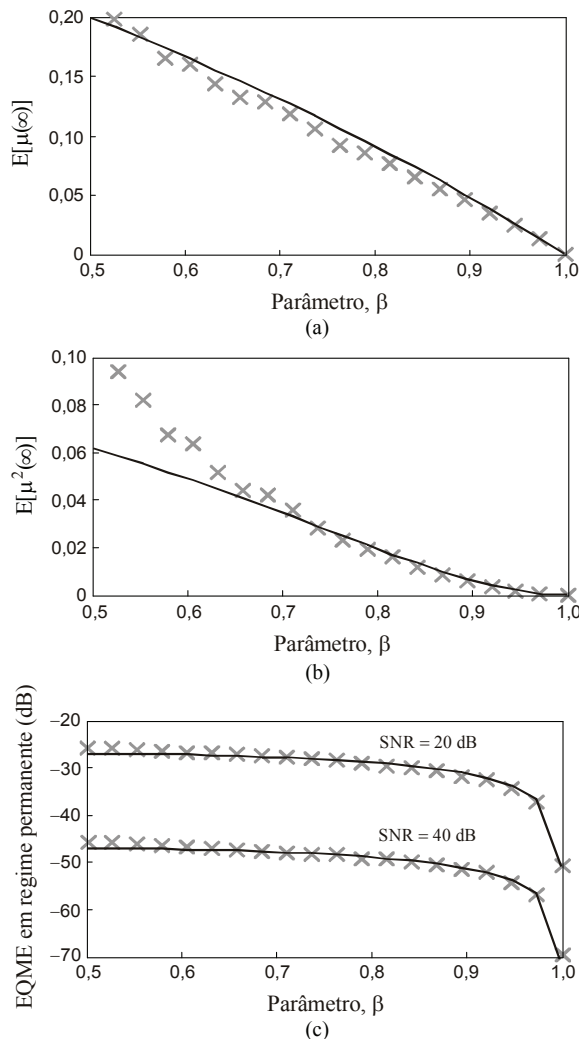 0,20
0,15
0,10
0,05
0
E[μ(∞)]
0,5 0,6 0,7 0,8 0,9 1,0
Parâmetro, β
(a)
0,10
0,08
0,06
0,04
0,02
0
E[μ²(∞)]
0,5 0,6 0,7 0,8 0,9 1,0
Parâmetro, β
(b)
−20
−30
−40
−50
−60
−70
EQME em regime permanente (dB)
SNR = 20 dB
SNR = 40 dB
0,5 0,6 0,7 0,8 0,9 1,0
Parâmetro, β
(c)